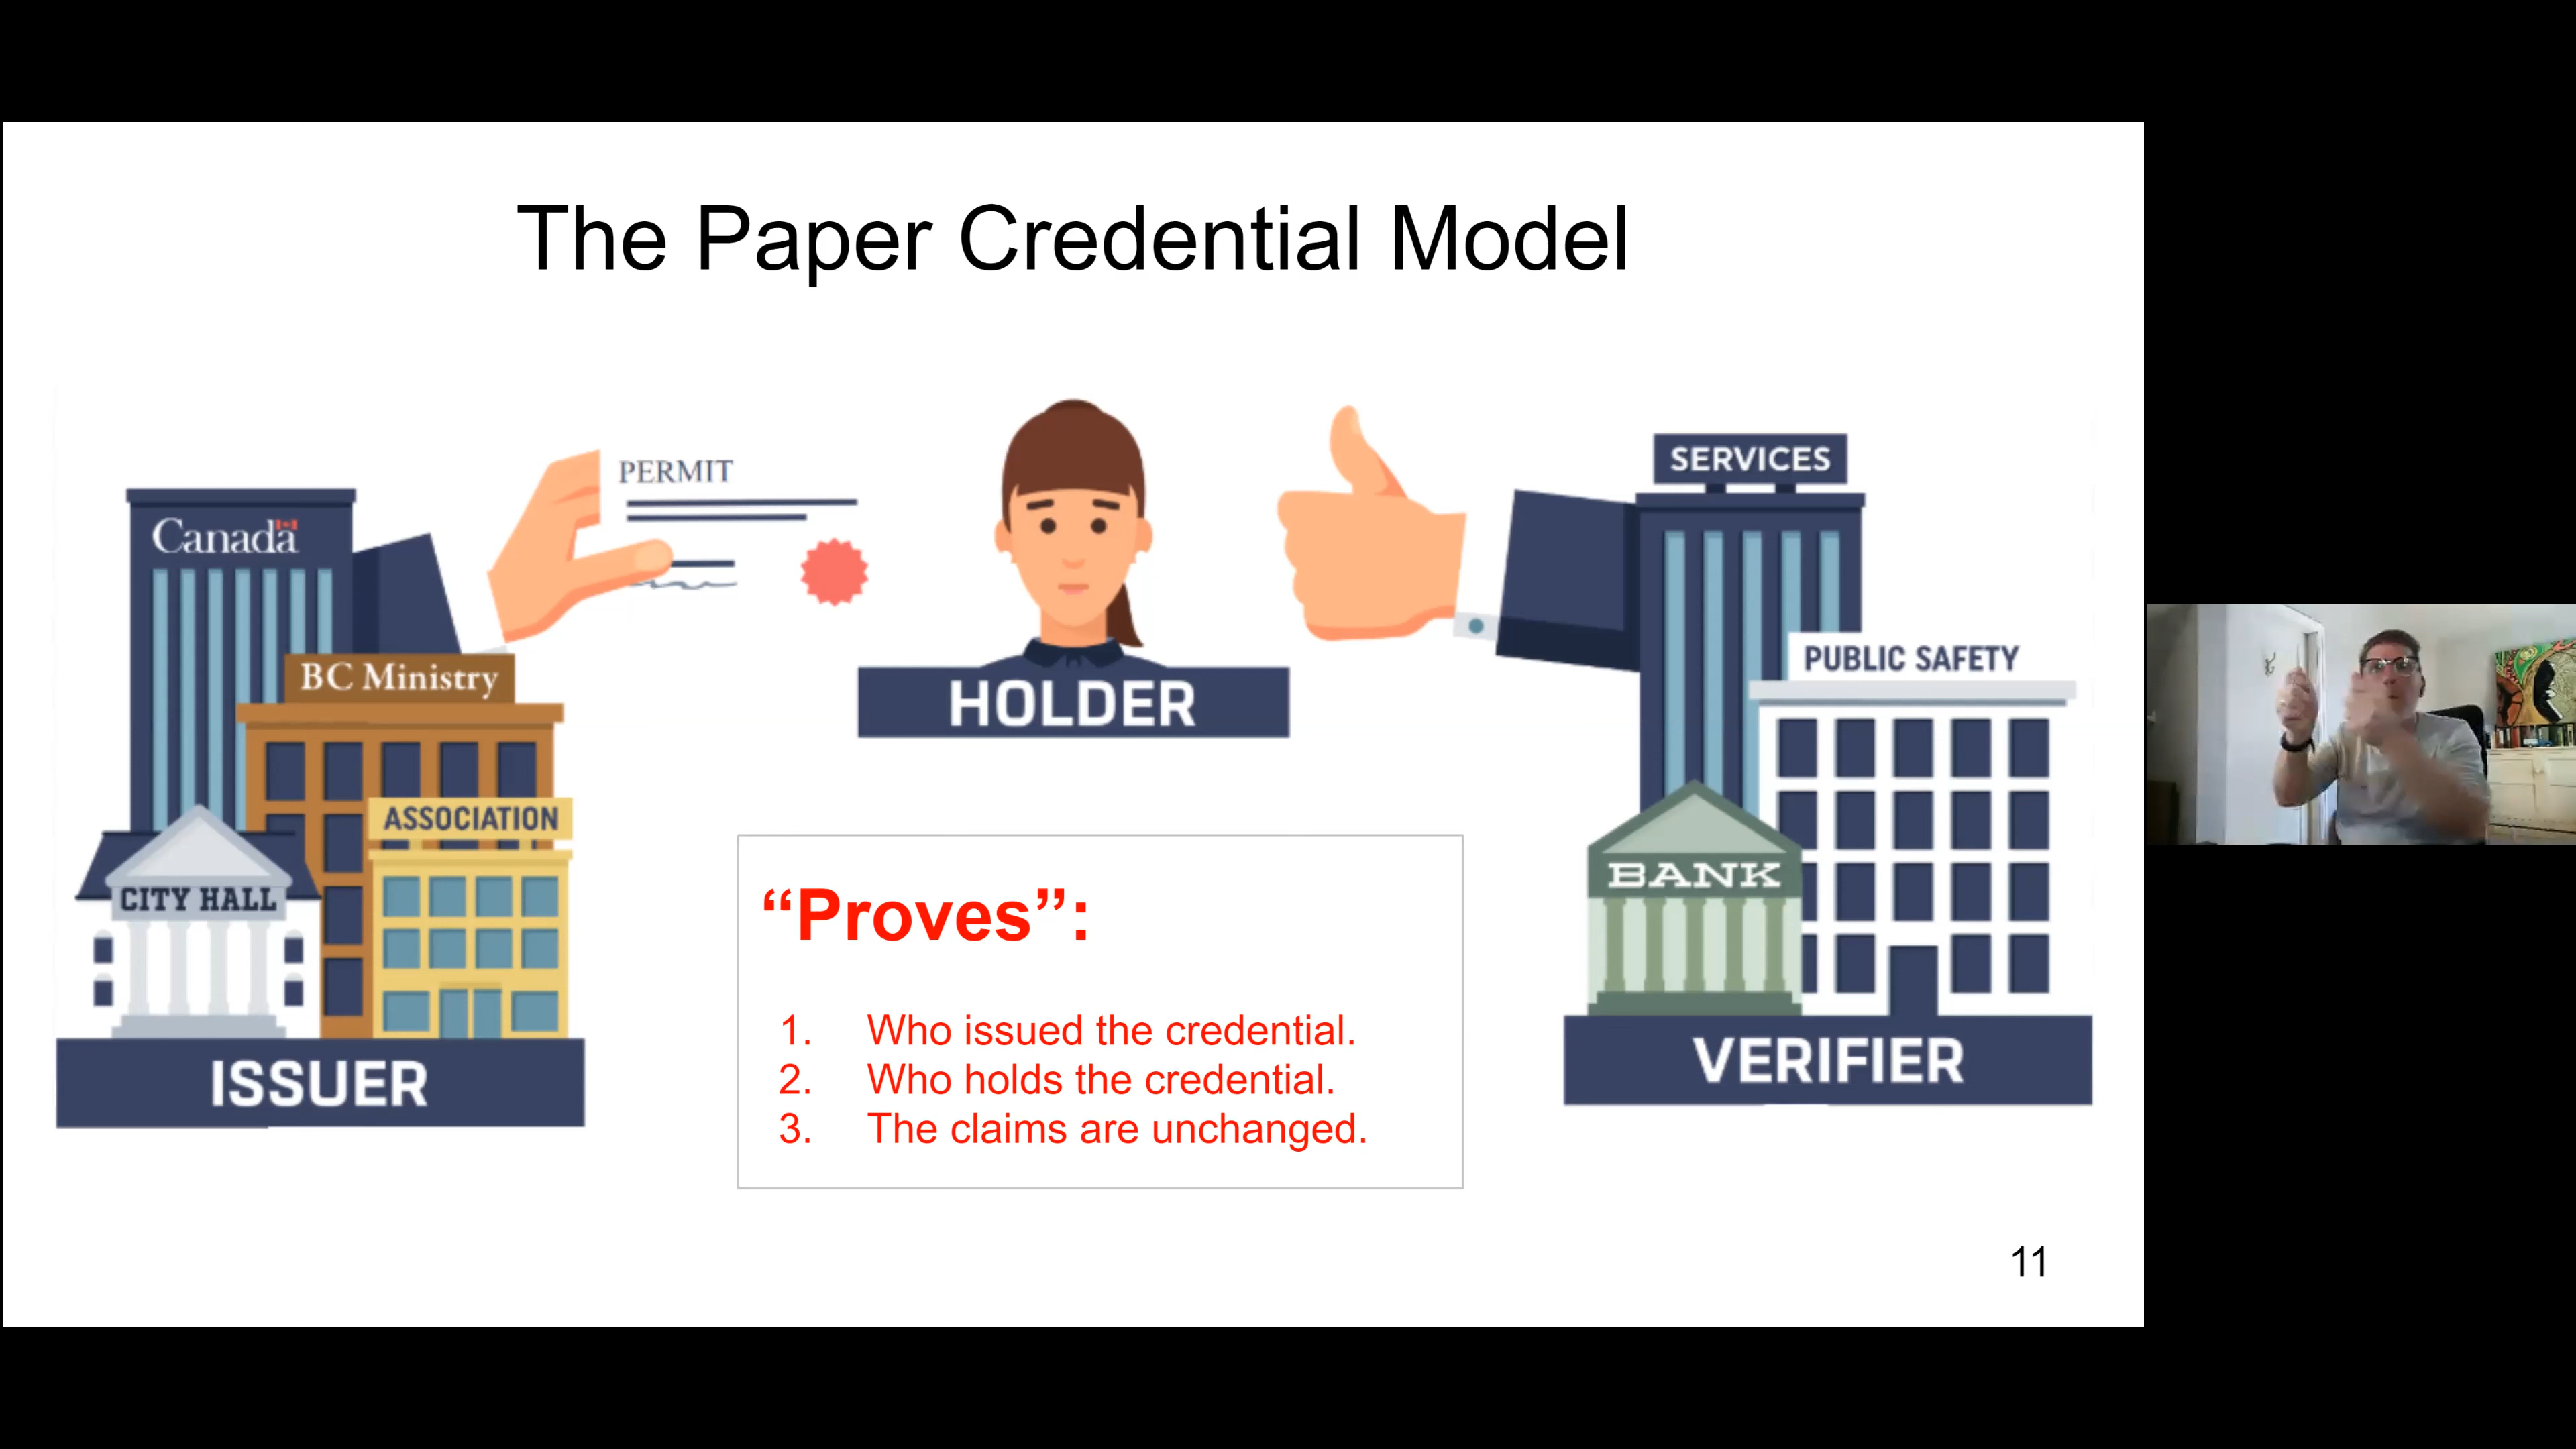 The Paper Credential Model
PERMIT
Canada
BC Ministry
ASSOCIATION
CITY HALL
ISSUER
HOLDER
SERVICES
PUBLIC SAFETY
BANK
VERIFIER
“Proves”:
1. Who issued the credential.
2. Who holds the credential.
3. The claims are unchanged.
11